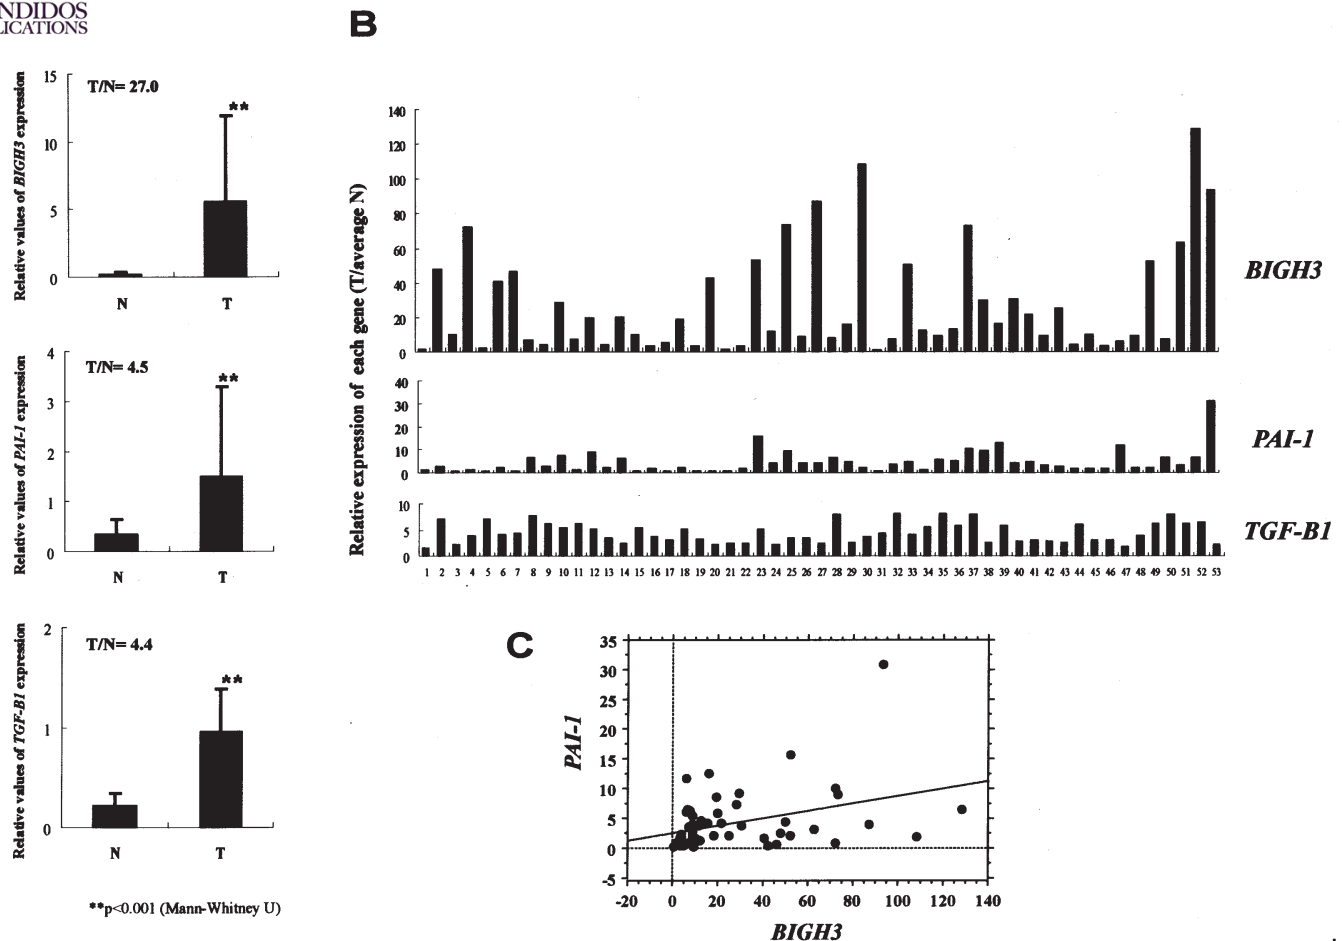 NDIDOS
LICATIONS
B
Relative values of BIGH3 expression
T/N= 27.0
**
15
10
5
0
N T
Relative values of PAI-1 expression
T/N= 4.5
**
4
3
2
1
0
N T
Relative values of TGF-B1 expression
T/N= 4.4
**
2
1
0
N T
**p<0.001 (Mann-Whitney U)
Relative expression of each gene (T/average N)
140
120
100
80
60
40
20
0
BIGH3
40
30
20
10
0
PAI-1
10
5
0
TGF-B1
1 2 3 4 5 6 7 8 9 10 11 12 13 14 15 16 17 18 19 20 21 22 23 24 25 26 27 28 29 30 31 32 33 34 35 36 37 38 39 40 41 42 43 44 45 46 47 48 49 50 51 52 53
C
PAI-1
35
30
25
20
15
10
5
0
-5
-20 0 20 40 60 80 100 120 140
BIGH3